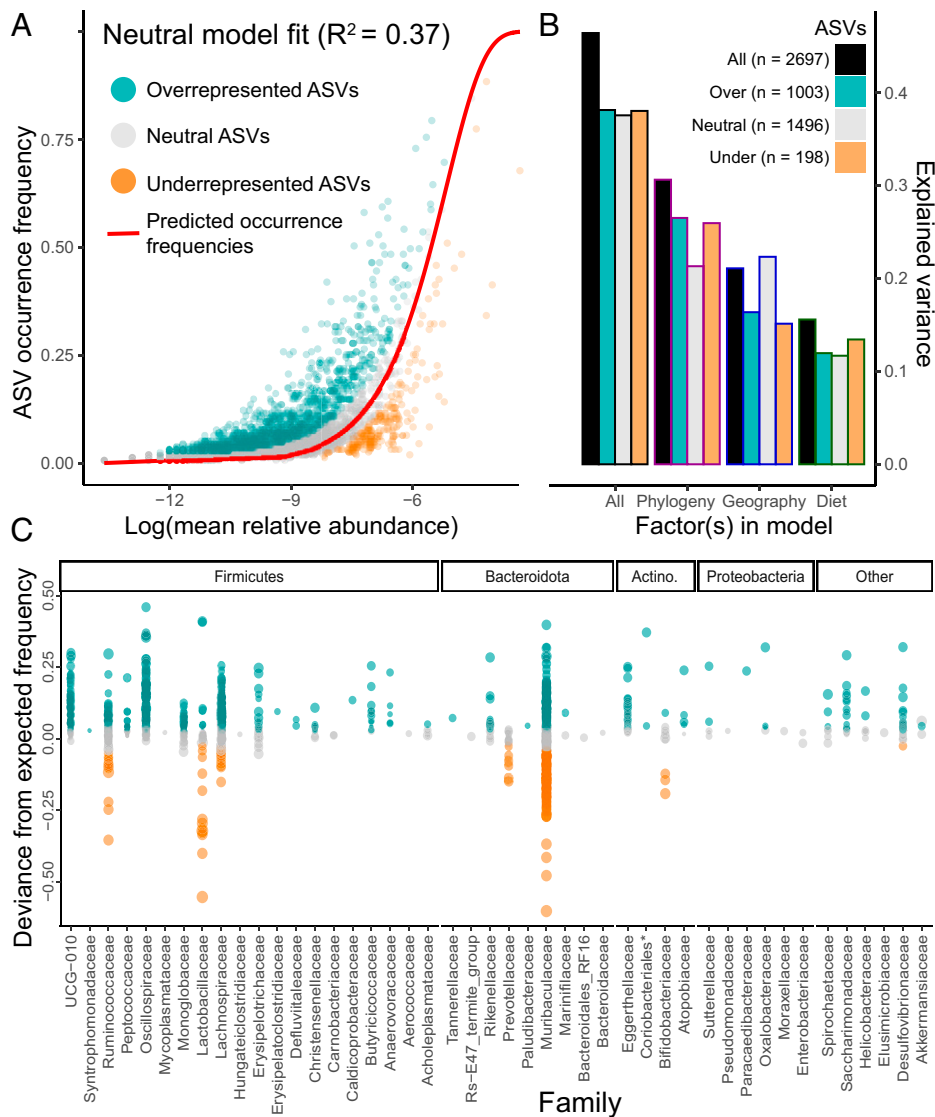 A
Neutral model fit (R² = 0.37)
Overrepresented ASVs
Neutral ASVs
Underrepresented ASVs
Predicted occurrence
frequencies
ASV occurrence frequency
0.75
0.50
0.25
0.00
−12
−9
−6
Log(mean relative abundance)
B
ASVs
All (n = 2697)
Over (n = 1003)
Neutral (n = 1496)
Under (n = 198)
0.4
0.3
0.2
0.1
0.0
Explained variance
All
Phylogeny
Geography
Diet
Factor(s) in model
C
Firmicutes
Bacteroidota
Actino.
Proteobacteria
Other
Deviance from expected frequency
0.50
0.25
0.00
−0.25
−0.50
UCG−010
Syntrophomonadaceae
Ruminococcaceae
Peptococcaceae
Oscillospiraceae
Mycoplasmataceae
Monoglobaceae
Lactobacillaceae
Lachnospiraceae
Hungateiclostridiaceae
Erysipelotrichaceae
Erysipelatoclostridiaceae
Defluviitaleaceae
Christensenellaceae
Carnobacteriaceae
Caldicoprobacteraceae
Butyricicoccaceae
Anaerovoracaceae
Aerococcaceae
Acholeplasmataceae
Tannerellaceae
Rs−E47_termite_group
Rikenellaceae
Prevotellaceae
Paludibacteraceae
Muribaculaceae
Marinifilaceae
Bacteroidales_RF16
Bacteroidaceae
Eggerthellaceae
Coriobacteriales*
Bifidobacteriaceae
Atopobiaceae
Sutterellaceae
Pseudomonadaceae
Paracaedibacteraceae
Oxalobacteraceae
Moraxellaceae
Enterobacteriaceae
Spirochaetaceae
Saccharimonadaceae
Helicobacteraceae
Elusimicrobiaceae
Desulfovibrionaceae
Akkermansiaceae
Family